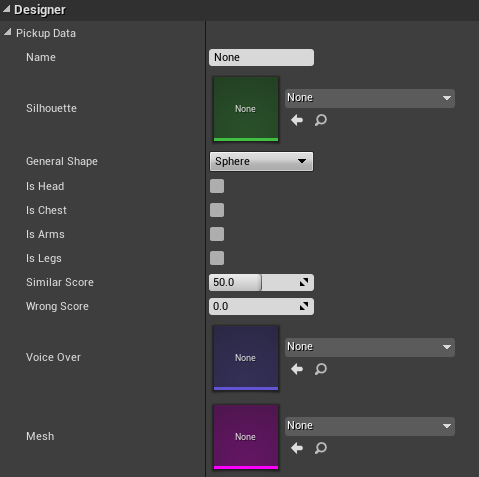 Designer
Pickup Data
Name None
Silhouette None None
General Shape Sphere
Is Head
Is Chest
Is Arms
Is Legs
Similar Score 50.0
Wrong Score 0.0
Voice Over None None
Mesh None None